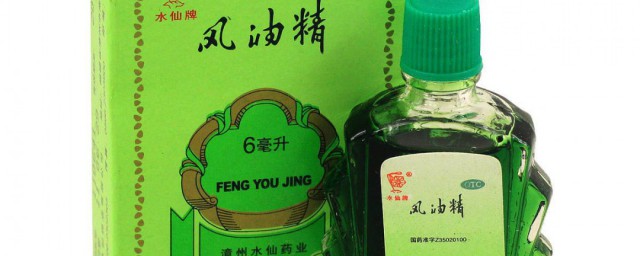 水仙牌
风油精
6毫升
FENG YOU JING
漳州水仙药业
水仙牌
OTC
风油精
国药准字Z35020100